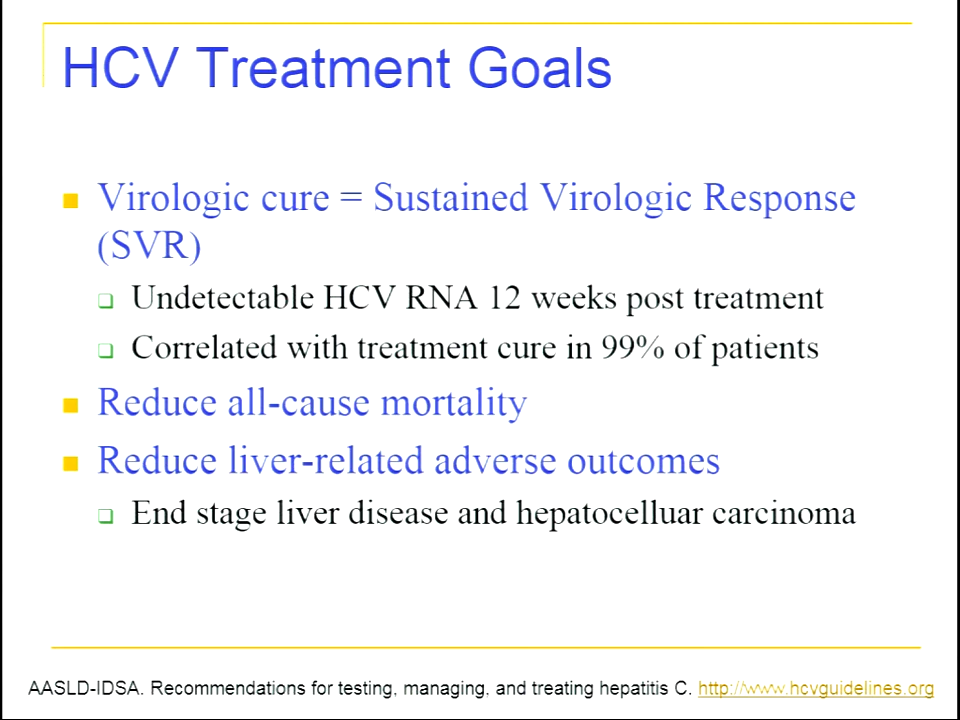 HCV Treatment Goals
Virologic cure = Sustained Virologic Response
(SVR)
Undetectable HCV RNA 12 weeks post treatment
Correlated with treatment cure in 99% of patients
Reduce all-cause mortality
Reduce liver-related adverse outcomes
End stage liver disease and hepatocelluar carcinoma
AASLD-IDSA. Recommendations for testing, managing, and treating hepatitis C. http://www.hcvguidelines.org